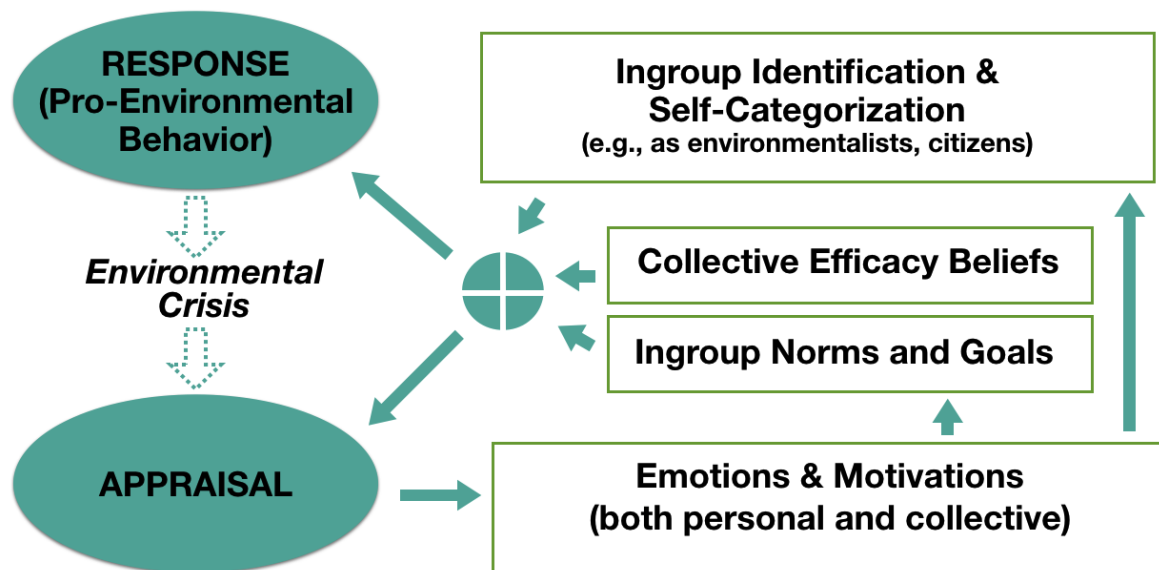 RESPONSE
(Pro-Environmental
Behavior)
Environmental
Crisis
APPRAISAL
Ingroup Identification &
Self-Categorization
(e.g., as environmentalists, citizens)
Collective Efficacy Beliefs
Ingroup Norms and Goals
Emotions & Motivations
(both personal and collective)